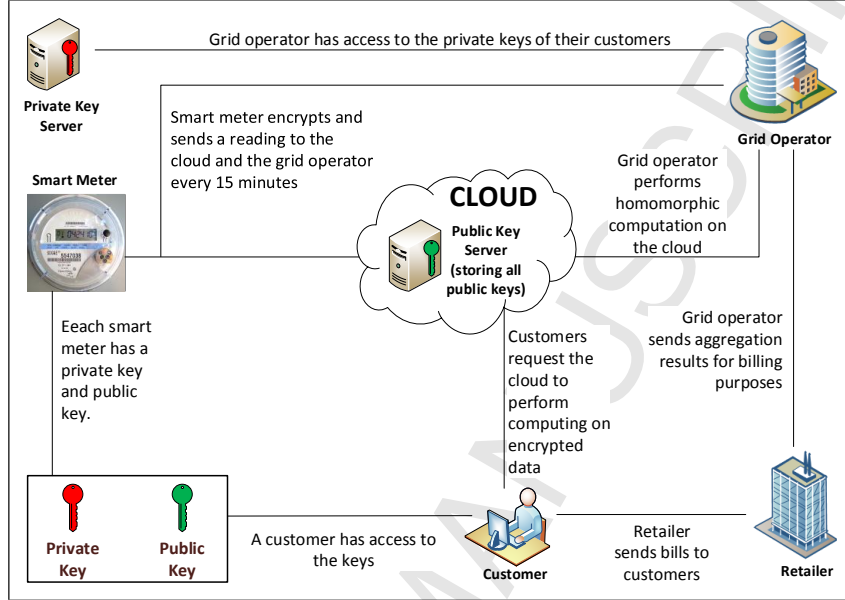 Grid operator has access to the private keys of their customers
Private Key
Server
Grid Operator
Smart meter encrypts and
sends a reading to the
cloud and the grid operator
every 15 minutes
Smart Meter
CLOUD
Public Key
Server
(storing all
public keys)
Grid operator
performs
homomorphic
computation on
the cloud
Eeach smart
meter has a
private key
and public
key.
Customers
request the
cloud to
perform
computing on
encrypted
data
Grid operator
sends aggregation
results for billing
purposes
Private
Key
Public
Key
A customer has access to
the keys
Customer
Retailer
sends bills to
customers
Retailer